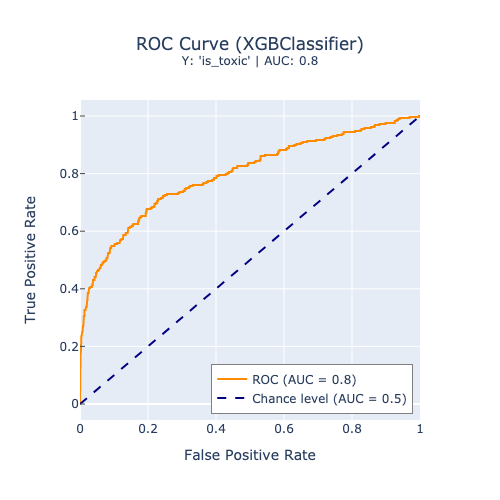 ROC Curve (XGBClassifier)
Y: 'is_toxic' | AUC: 0.8
True Positive Rate
1
0.8
0.6
0.4
0.2
0
ROC (AUC = 0.8)
Chance level (AUC = 0.5)
0
0.2
0.4
0.6
0.8
1
False Positive Rate